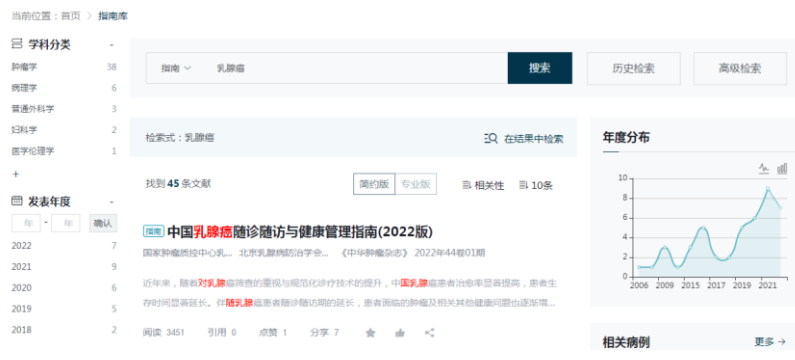 当前位置：首页 > 指南库
学科分类 -
肿瘤学 38
病理学 6
普通外科学 3
妇科学 2
医学伦理学 1
+
发表年度 -
年 - 年 确认
2022 7
2021 9
2020 6
2019 5
2018 2
指南 乳腺癌 搜索 历史检索 高级检索
检索式：乳腺癌 在结果中检索
找到 45 条文献 简约版 专业版 相关性 10条
指南 中国乳腺癌随诊随访与健康管理指南(2022版)
国家肿瘤质控中心乳... 北京乳腺病防治学会... 《中华肿瘤杂志》 2022年44卷01期
近年来，随着对乳腺癌筛查的重视与规范化诊疗技术的提升，中国乳腺癌患者治愈率显著提高，患者生
存时间显著延长。伴随乳腺癌患者随诊随访期的延长，患者面临的肿瘤及相关其他健康问题也逐渐增...
阅读 3451 引用 0 点赞 1 分享 7
年度分布
10
8
6
4
2
0
2006 2009 2015 2017 2019 2021
相关病例 更多 →